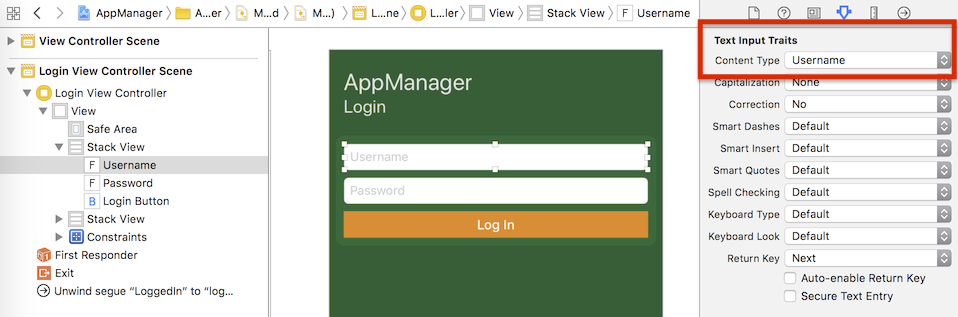 AppManager A...er M...d M...) L...ne L...ler View Stack View F Username
View Controller Scene
Login View Controller Scene
Login View Controller
View
Safe Area
Stack View
F Username
F Password
B Login Button
Stack View
Constraints
First Responder
Exit
Unwind segue “LoggedIn” to “log...
AppManager
Login
Username
Password
Log In
Text Input Traits
Content Type Username
Capitalization None
Correction No
Smart Dashes Default
Smart Insert Default
Smart Quotes Default
Spell Checking Default
Keyboard Type Default
Keyboard Look Default
Return Key Next
Auto-enable Return Key
Secure Text Entry